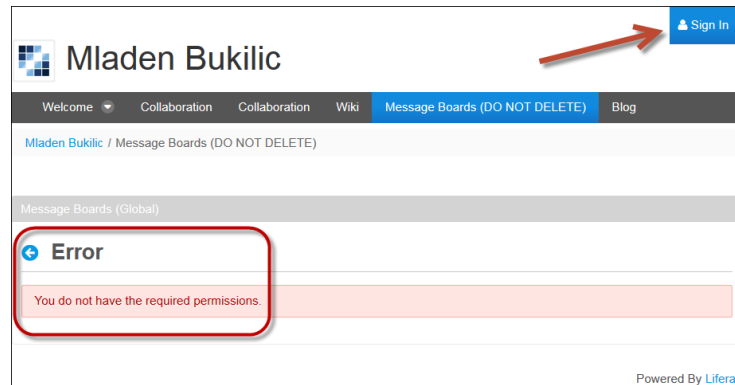 Sign In
Mladen Bukilic
Welcome Collaboration Collaboration Wiki Message Boards (DO NOT DELETE) Blog
Mladen Bukilic / Message Boards (DO NOT DELETE)
Message Boards (Global)
Error
You do not have the required permissions.
Powered By Lifera